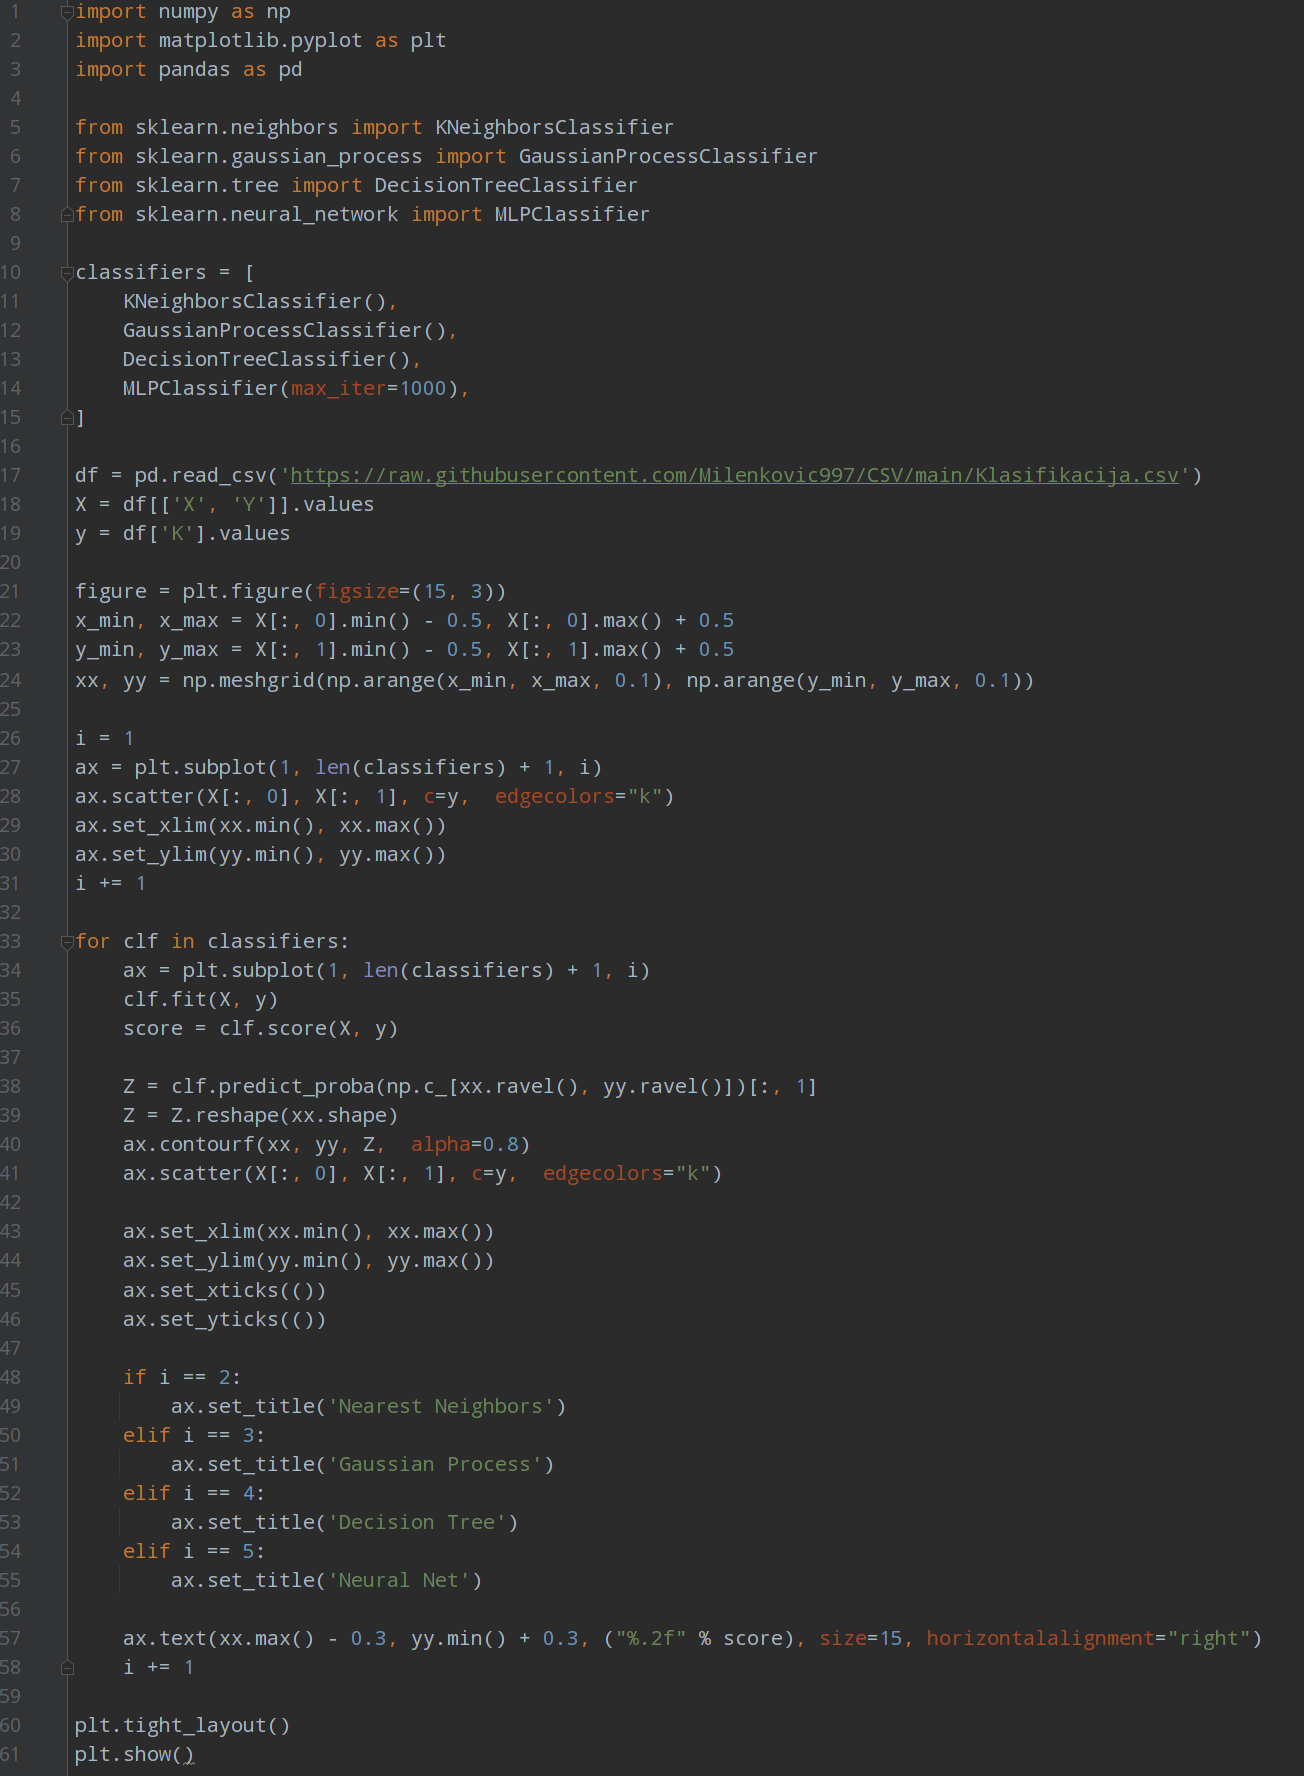 1 import numpy as np
2 import matplotlib.pyplot as plt
3 import pandas as pd
4
5 from sklearn.neighbors import KNeighborsClassifier
6 from sklearn.gaussian_process import GaussianProcessClassifier
7 from sklearn.tree import DecisionTreeClassifier
8 from sklearn.neural_network import MLPClassifier
9
10 classifiers = [
11     KNeighborsClassifier(),
12     GaussianProcessClassifier(),
13     DecisionTreeClassifier(),
14     MLPClassifier(max_iter=1000),
15 ]
16
17 df = pd.read_csv('https://raw.githubusercontent.com/Milenkovic997/CSV/main/Klasifikacija.csv')
18 X = df[['X', 'Y']].values
19 y = df['K'].values
20
21 figure = plt.figure(figsize=(15, 3))
22 x_min, x_max = X[:, 0].min() - 0.5, X[:, 0].max() + 0.5
23 y_min, y_max = X[:, 1].min() - 0.5, X[:, 1].max() + 0.5
24 xx, yy = np.meshgrid(np.arange(x_min, x_max, 0.1), np.arange(y_min, y_max, 0.1))
25
26 i = 1
27 ax = plt.subplot(1, len(classifiers) + 1, i)
28 ax.scatter(X[:, 0], X[:, 1], c=y,  edgecolors="k")
29 ax.set_xlim(xx.min(), xx.max())
30 ax.set_ylim(yy.min(), yy.max())
31 i += 1
32
33 for clf in classifiers:
34     ax = plt.subplot(1, len(classifiers) + 1, i)
35     clf.fit(X, y)
36     score = clf.score(X, y)
37
38     Z = clf.predict_proba(np.c_[xx.ravel(), yy.ravel()])[:, 1]
39     Z = Z.reshape(xx.shape)
40     ax.contourf(xx, yy, Z,  alpha=0.8)
41     ax.scatter(X[:, 0], X[:, 1], c=y,  edgecolors="k")
42
43     ax.set_xlim(xx.min(), xx.max())
44     ax.set_ylim(yy.min(), yy.max())
45     ax.set_xticks(())
46     ax.set_yticks(())
47
48     if i == 2:
49         ax.set_title('Nearest Neighbors')
50     elif i == 3:
51         ax.set_title('Gaussian Process')
52     elif i == 4:
53         ax.set_title('Decision Tree')
54     elif i == 5:
55         ax.set_title('Neural Net')
56
57     ax.text(xx.max() - 0.3, yy.min() + 0.3, ("%.2f" % score), size=15, horizontalalignment="right")
58     i += 1
59
60 plt.tight_layout()
61 plt.show()